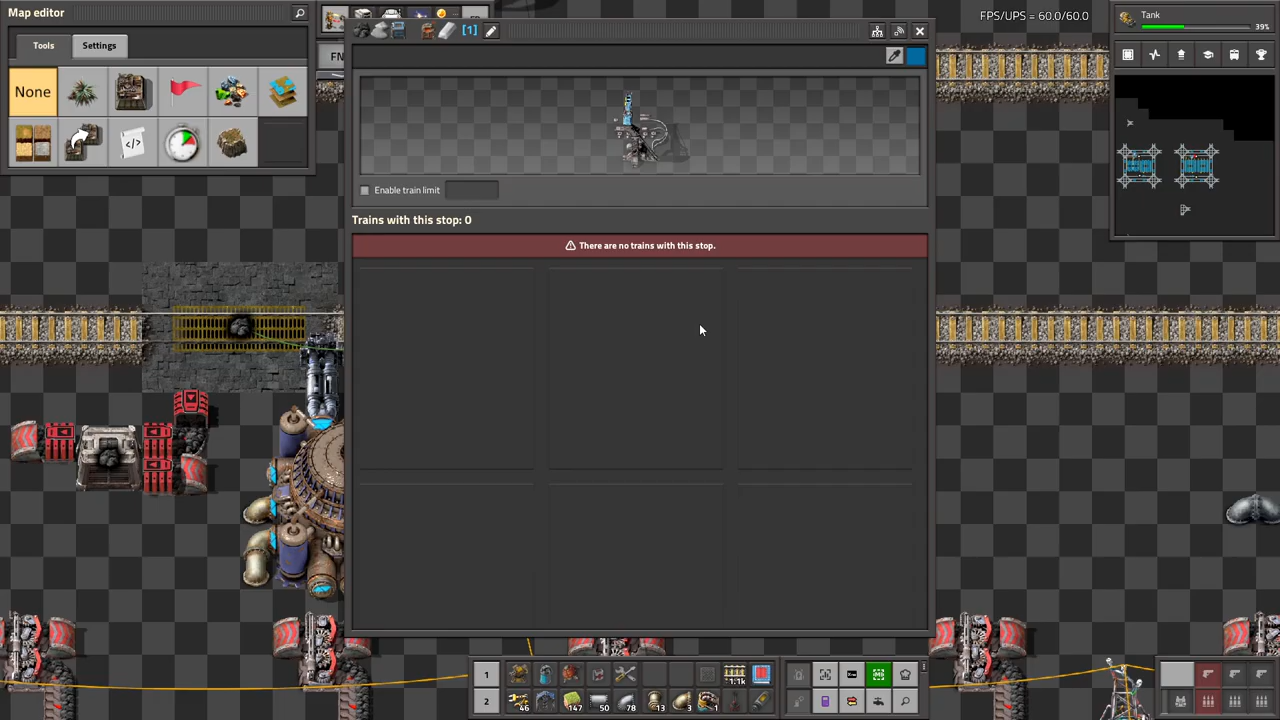 Map editor
Tools Settings
None
FN
[1]
FPS/UPS = 60.0/60.0
Tank
39%
Enable train limit
Trains with this stop: 0
There are no trains with this stop.
1
1.1k
2
46 147 50 78 13 3 1